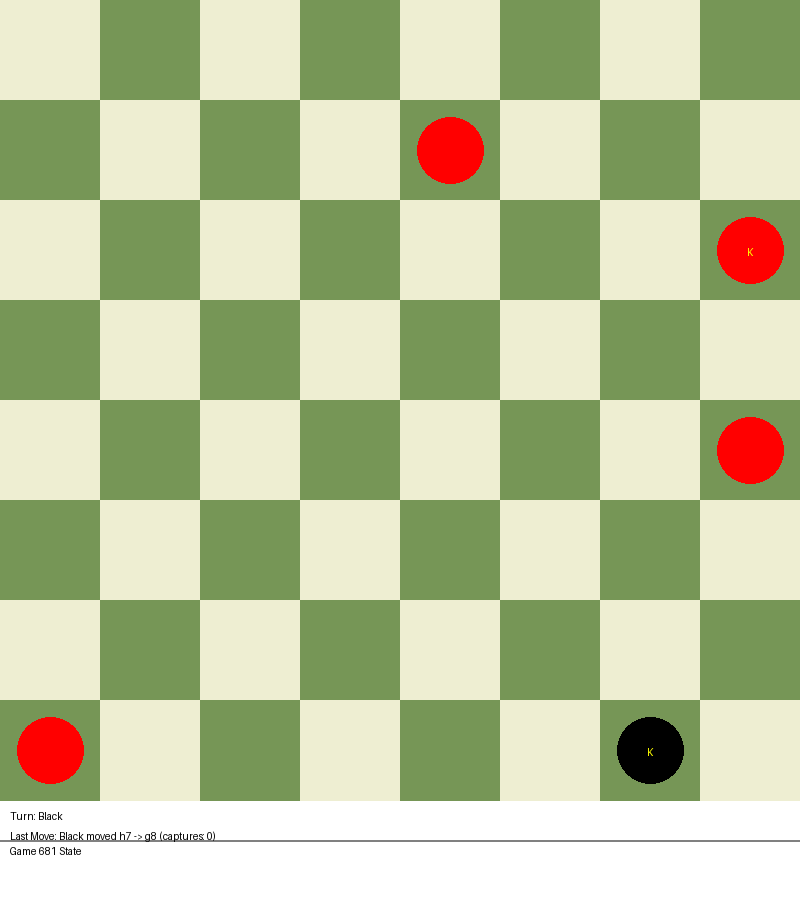 K
K
Turn: Black
Last Move: Black moved h7 -> g8 (captures: 0)
Game 681 State